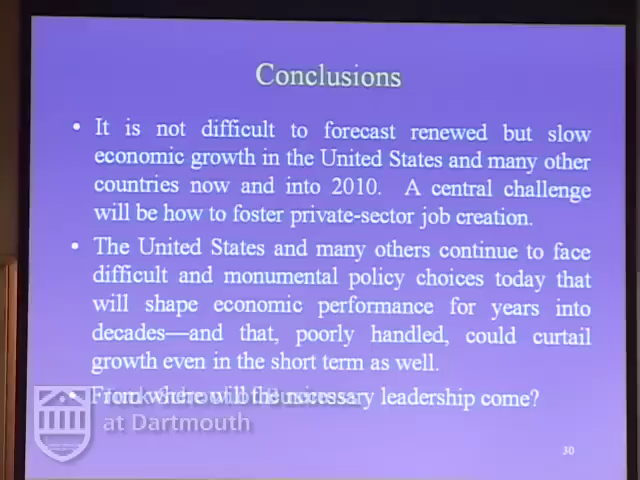 Conclusions
• It is not difficult to forecast renewed but slow
economic growth in the United States and many other
countries now and into 2010. A central challenge
will be how to foster private-sector job creation.
• The United States and many others continue to face
difficult and monumental policy choices today that
will shape economic performance for years into
decades—and that, poorly handled, could curtail
growth even in the short term as well.
• From where will the necessary leadership come?
at Dartmouth
30